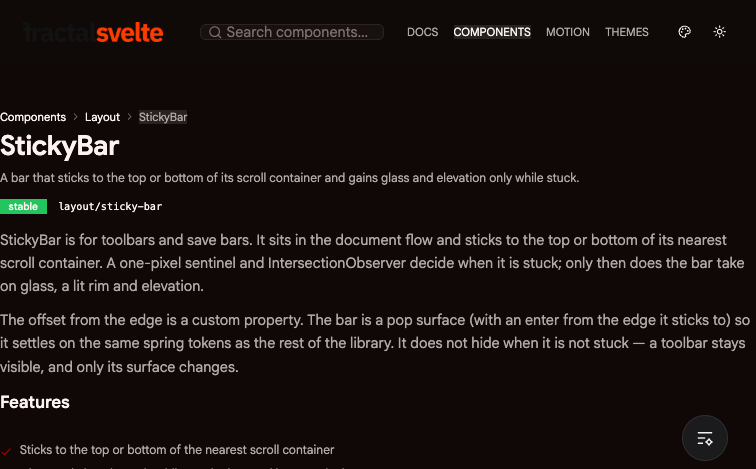 fractalsvelte
Search components...
DOCS
COMPONENTS
MOTION
THEMES
Components > Layout > StickyBar
StickyBar
A bar that sticks to the top or bottom of its scroll container and gains glass and elevation only while stuck.
stable layout/sticky-bar
StickyBar is for toolbars and save bars. It sits in the document flow and sticks to the top or bottom of its nearest
scroll container. A one-pixel sentinel and IntersectionObserver decide when it is stuck; only then does the bar take
on glass, a lit rim and elevation.
The offset from the edge is a custom property. The bar is a pop surface (with an enter from the edge it sticks to) so
it settles on the same spring tokens as the rest of the library. It does not hide when it is not stuck — a toolbar stays
visible, and only its surface changes.
Features
Sticks to the top or bottom of the nearest scroll container